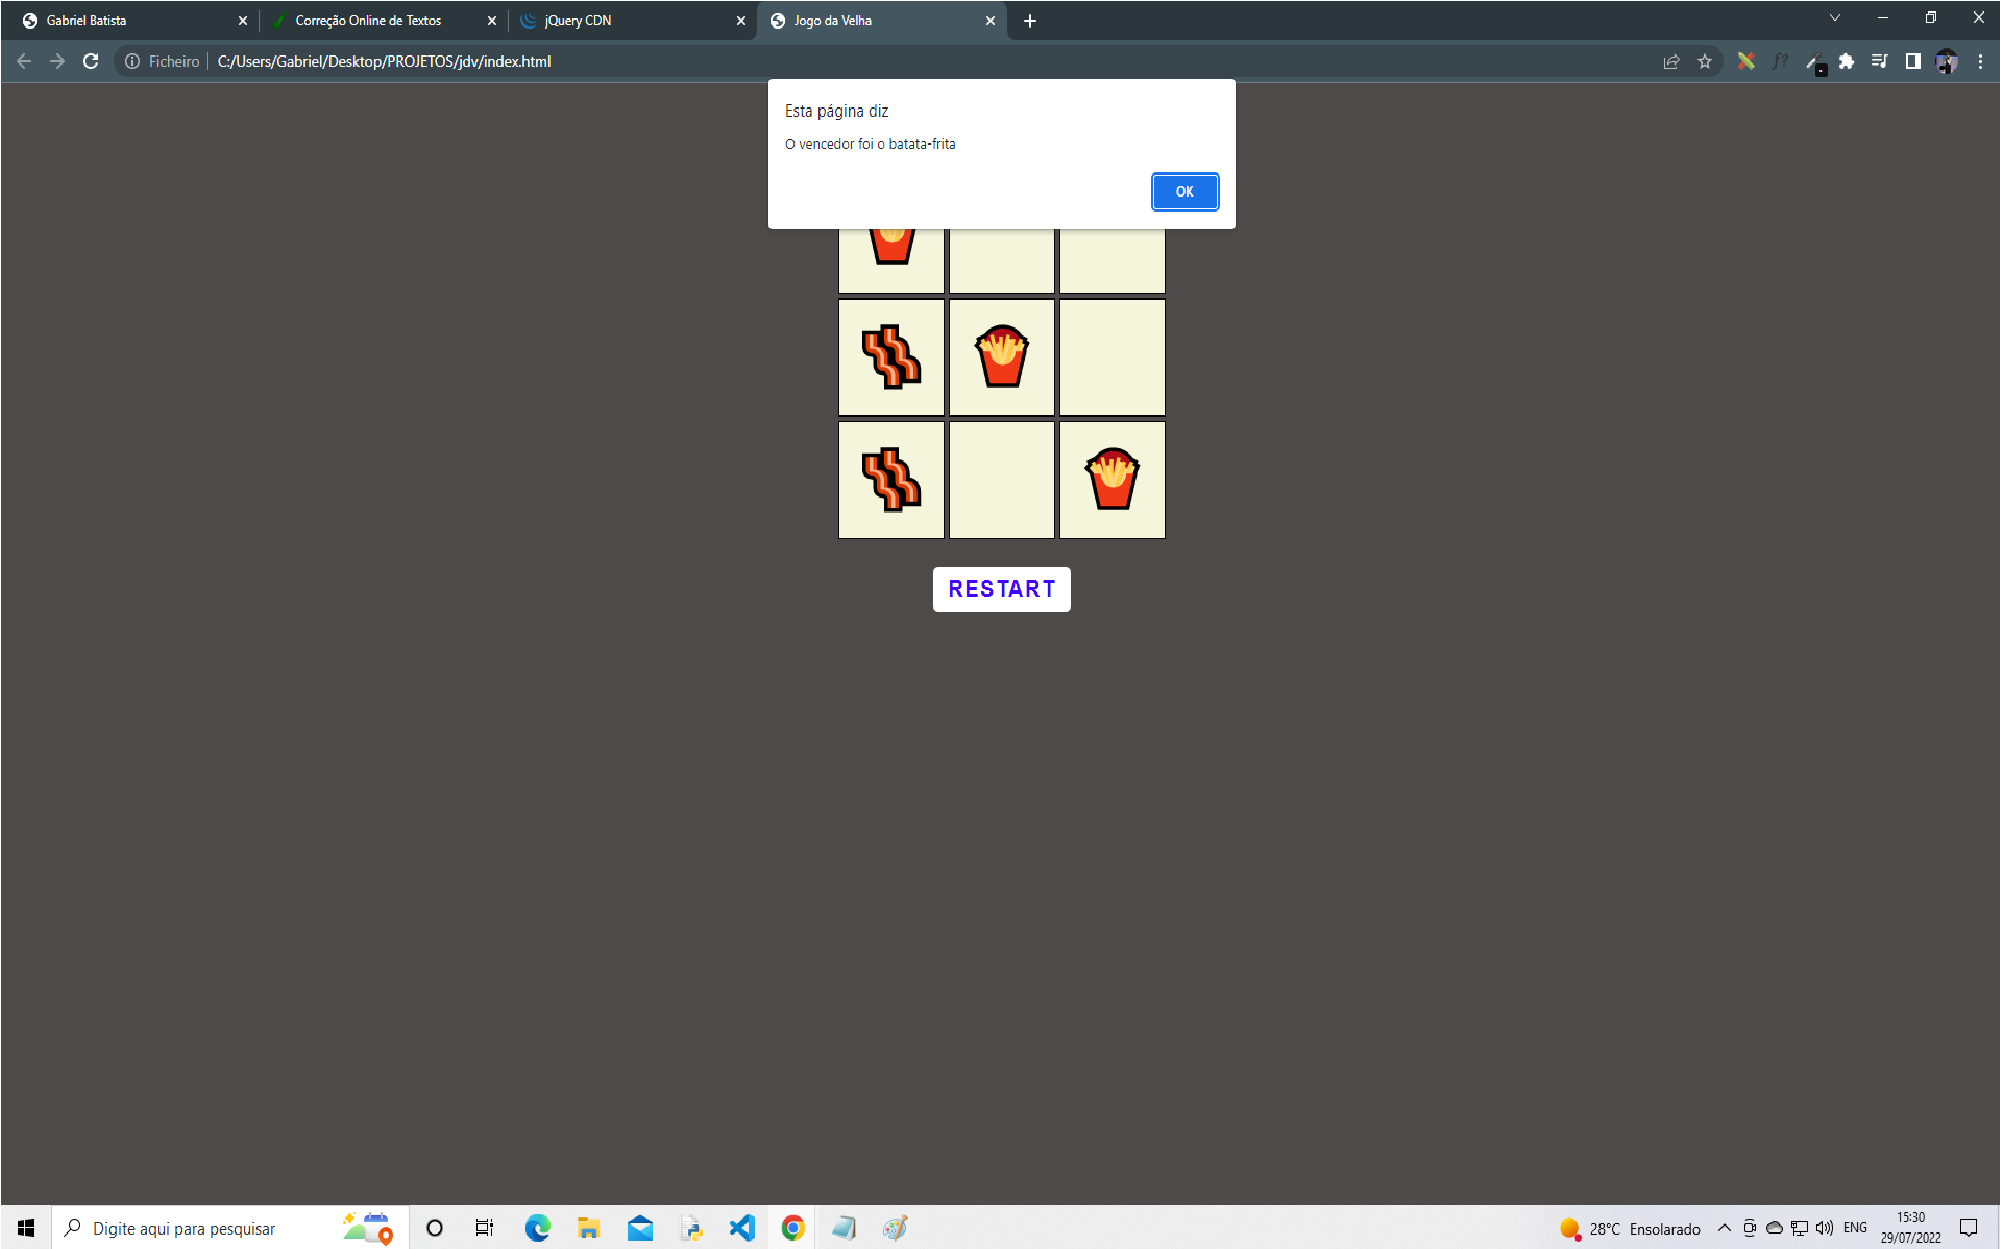 Gabriel Batista
Correção Online de Textos
jQuery CDN
Jogo da Velha
Ficheiro
C:/Users/Gabriel/Desktop/PROJETOS/jdv/index.html
f?
Esta página diz
O vencedor foi o batata-frita
OK
RESTART
Digite aqui para pesquisar
28°C Ensolarado
ENG
15:30
29/07/2022